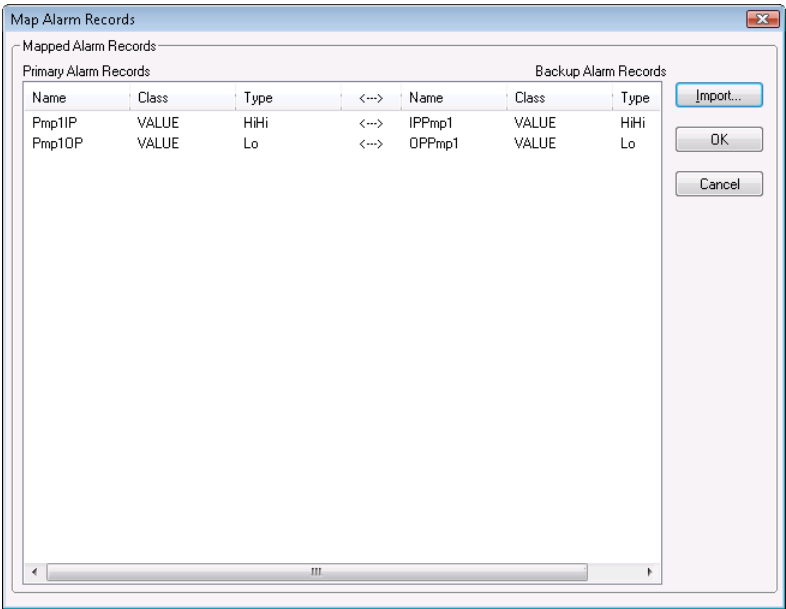 Map Alarm Records
Mapped Alarm Records
Primary Alarm Records Backup Alarm Records
Name Class Type <---> Name Class Type
Pmp1IP VALUE HiHi <---> IPPmp1 VALUE HiHi
Pmp1OP VALUE Lo <---> OPPmp1 VALUE Lo
Import...
OK
Cancel